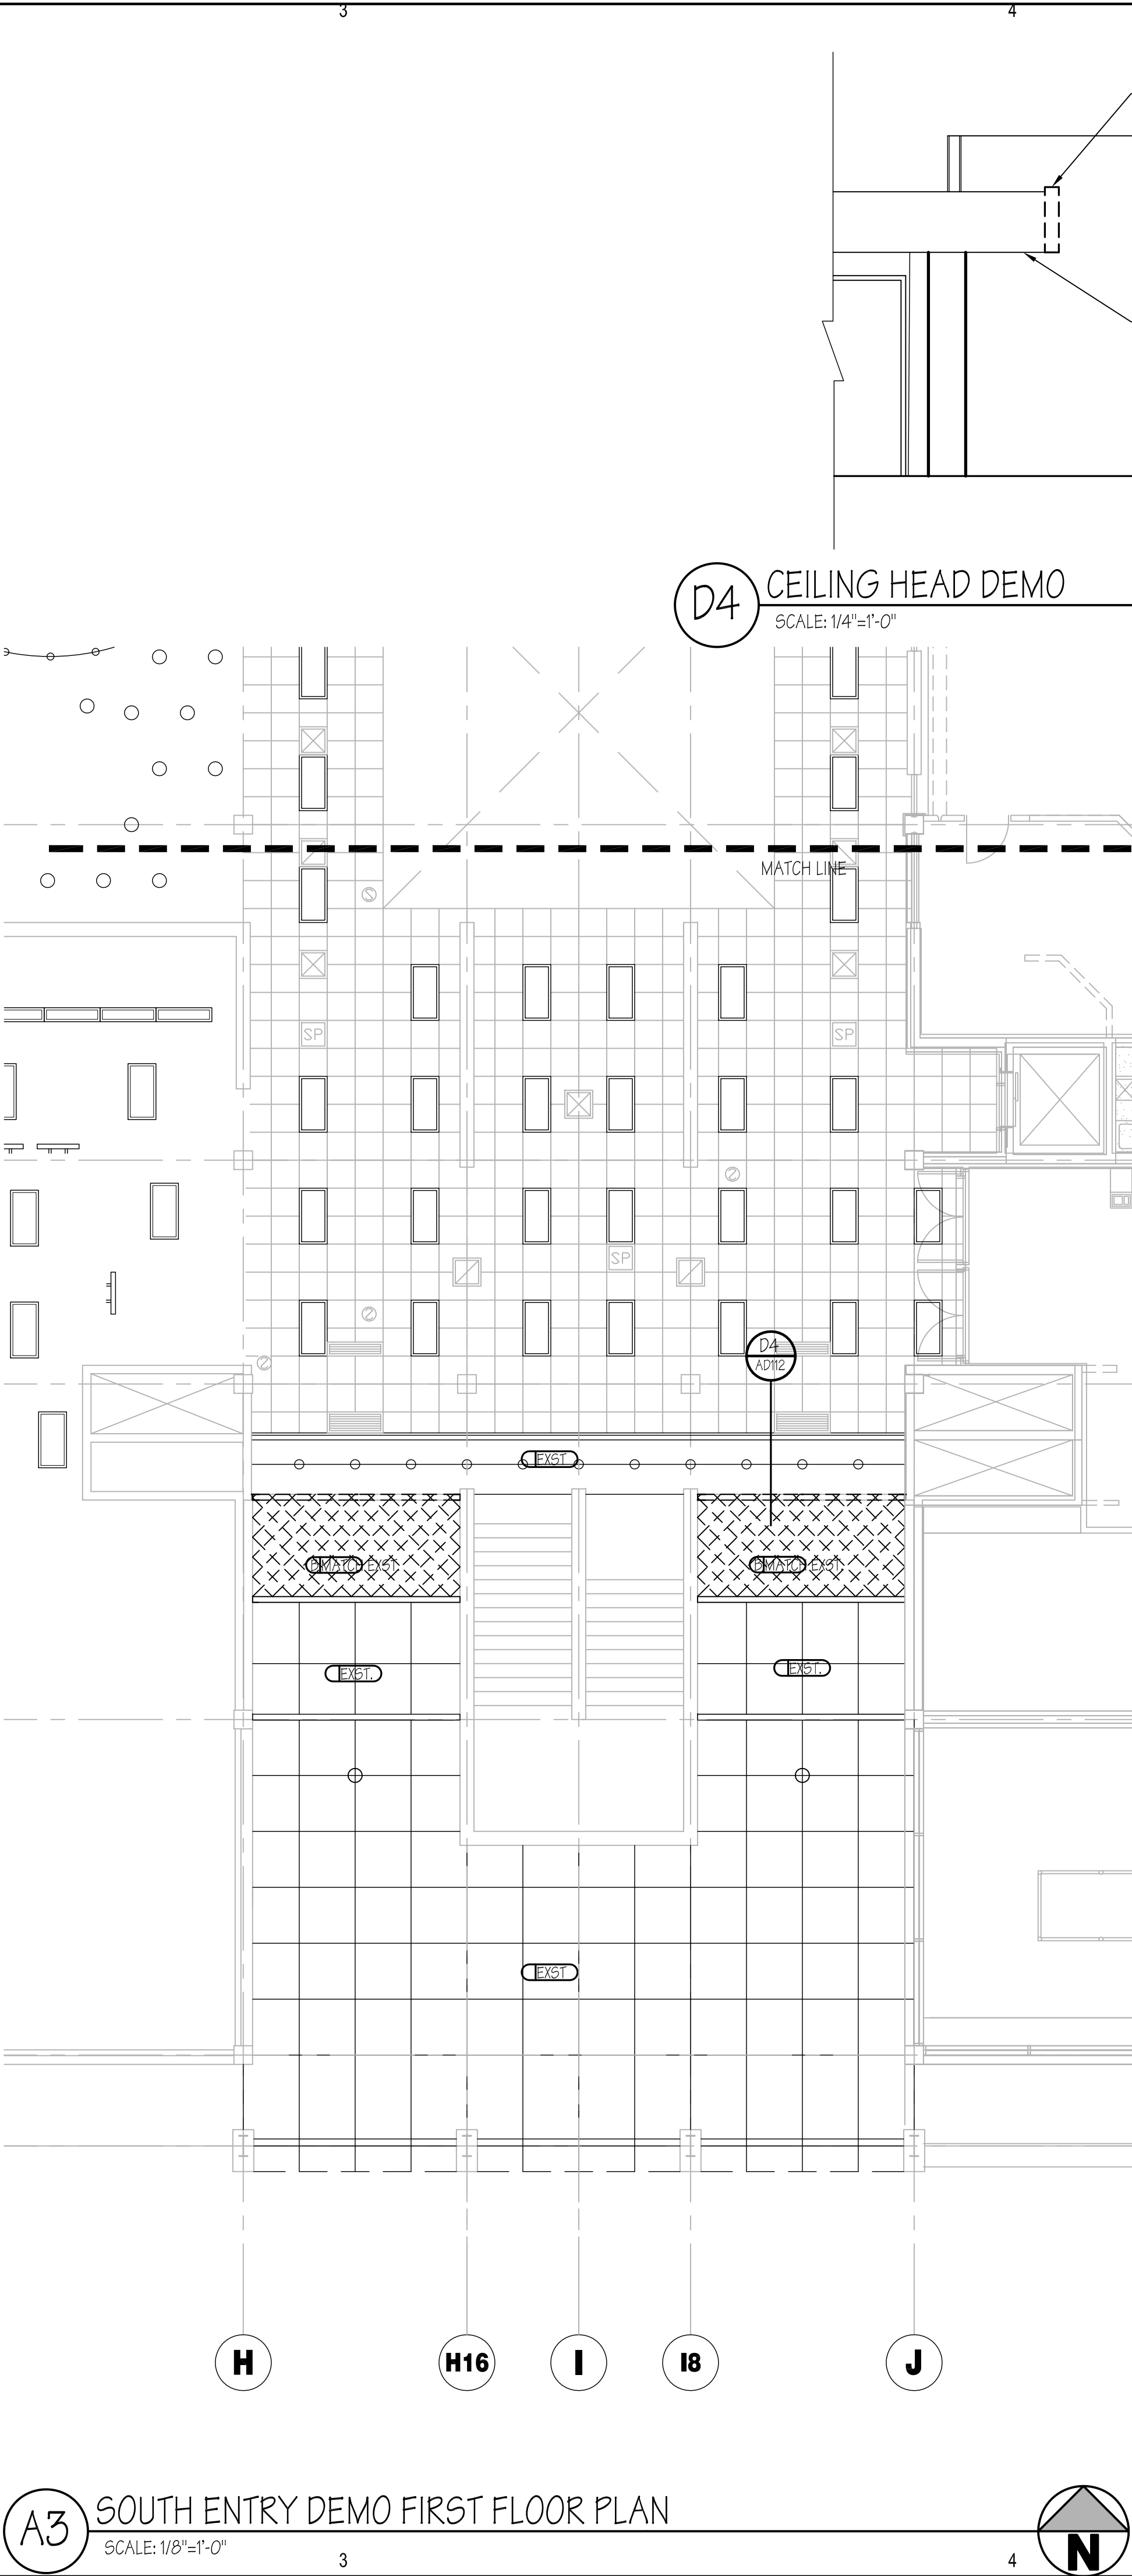 3 4
D4 CEILING HEAD DEMO
SCALE: 1/4"=1'-0"
MATCH LINE
SP SP
SP
D4
AD112
EXST
MATCH EXST MATCH EXST
EXST. EXST.
EXST
H H16 I I8 J
A3 SOUTH ENTRY DEMO FIRST FLOOR PLAN
SCALE: 1/8"=1'-0"
N
3 4